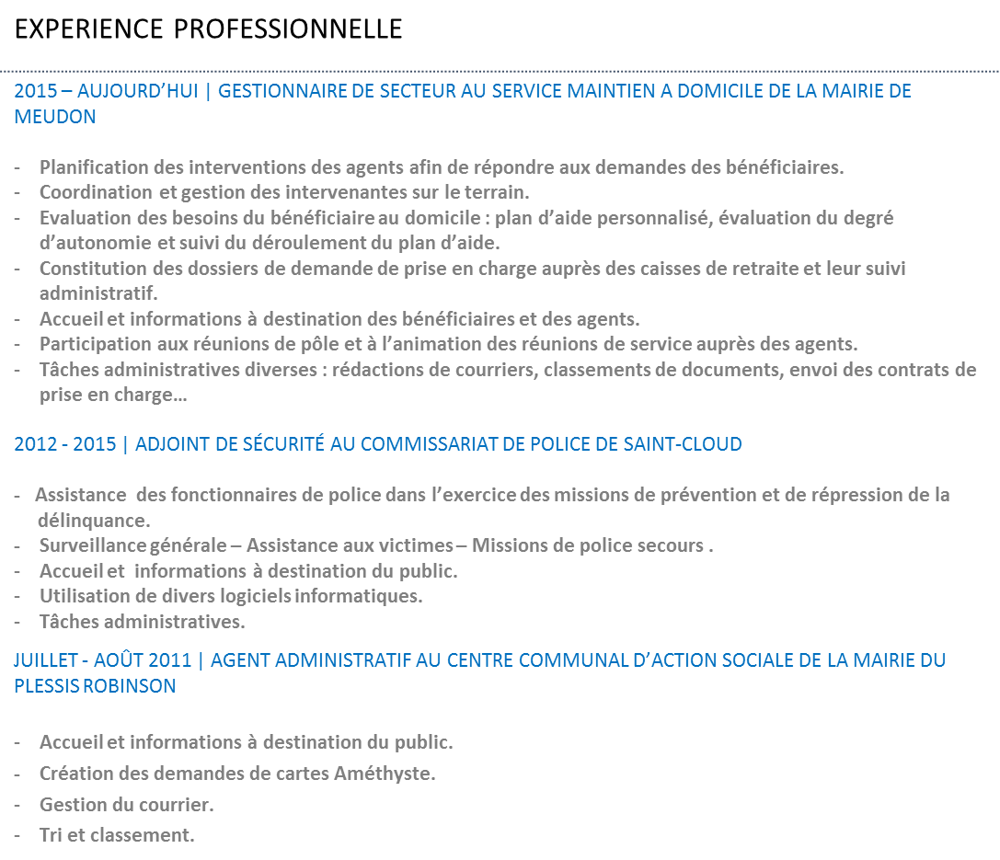 EXPERIENCE PROFESSIONNELLE
2015 – AUJOURD’HUI | GESTIONNAIRE DE SECTEUR AU SERVICE MAINTIEN A DOMICILE DE LA MAIRIE DE
MEUDON
- Planification des interventions des agents afin de répondre aux demandes des bénéficiaires.
- Coordination et gestion des intervenantes sur le terrain.
- Evaluation des besoins du bénéficiaire au domicile : plan d’aide personnalisé, évaluation du degré
d’autonomie et suivi du déroulement du plan d’aide.
- Constitution des dossiers de demande de prise en charge auprès des caisses de retraite et leur suivi
administratif.
- Accueil et informations à destination des bénéficiaires et des agents.
- Participation aux réunions de pôle et à l’animation des réunions de service auprès des agents.
- Tâches administratives diverses : rédactions de courriers, classements de documents, envoi des contrats de
prise en charge…
2012 - 2015 | ADJOINT DE SÉCURITÉ AU COMMISSARIAT DE POLICE DE SAINT-CLOUD
- Assistance des fonctionnaires de police dans l’exercice des missions de prévention et de répression de la
délinquance.
- Surveillance générale – Assistance aux victimes – Missions de police secours .
- Accueil et informations à destination du public.
- Utilisation de divers logiciels informatiques.
- Tâches administratives.
JUILLET - AOÛT 2011 | AGENT ADMINISTRATIF AU CENTRE COMMUNAL D’ACTION SOCIALE DE LA MAIRIE DU
PLESSIS ROBINSON
- Accueil et informations à destination du public.
- Création des demandes de cartes Améthyste.
- Gestion du courrier.
- Tri et classement.